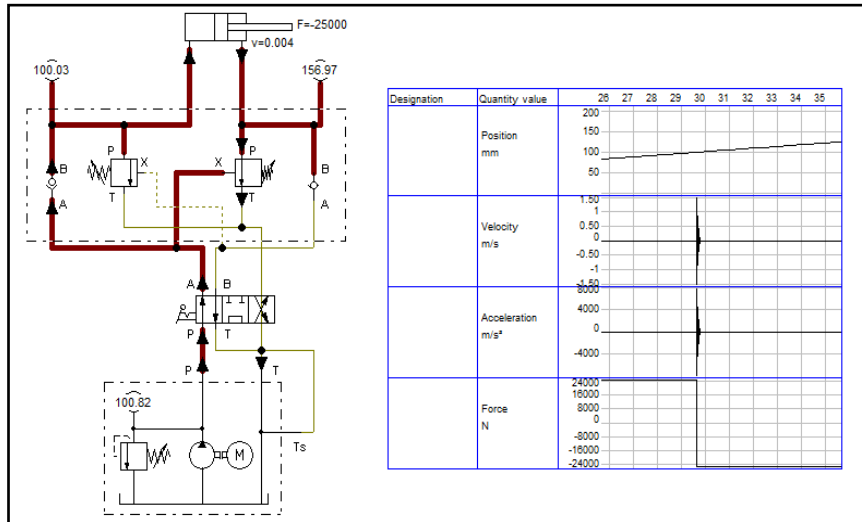 F=-25000
v=0.004
100.03
156.97
P
P
B
X
X
B
T
T
A
A
A
B
P
T
P
T
100.82
M
Ts
Designation
Quantity value
26 27 28 29 30 31 32 33 34 35
Position
mm
200
150
100
50
Velocity
m/s
1.50
1
0.50
0
-0.50
-1
-1.50
Acceleration
m/s²
8000
4000
0
-4000
Force
N
24000
16000
8000
0
-8000
-16000
-24000